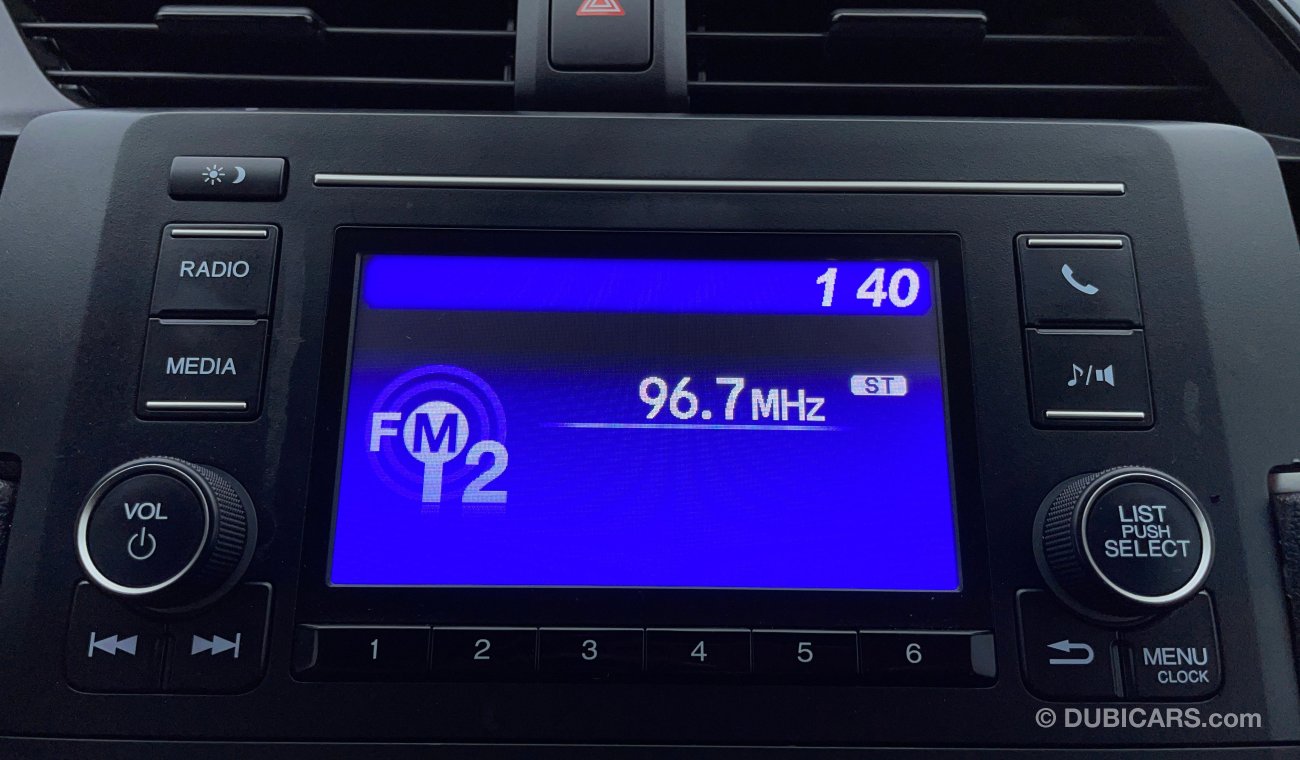 RADIO
MEDIA
VOL
1 40
96.7MHz
ST
FM 2
LIST
PUSH
SELECT
1 2 3 4 5 6
MENU
CLOCK
© DUBICARS.com